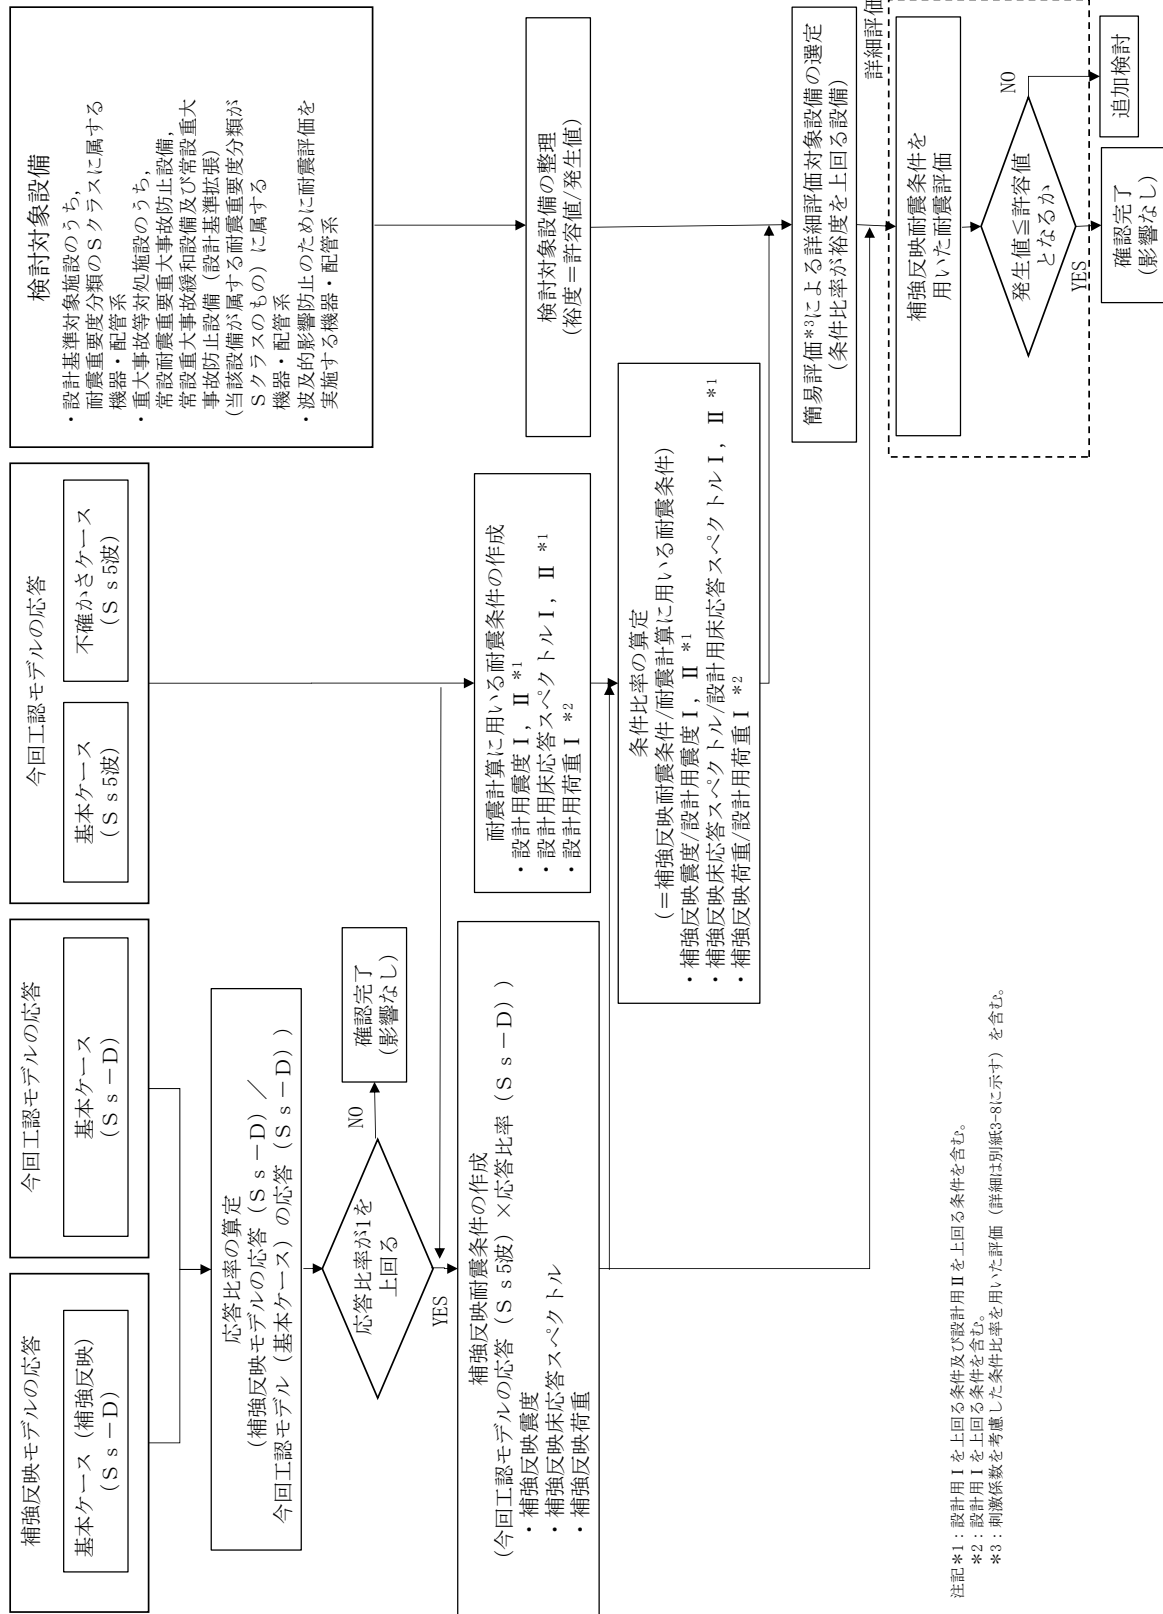 補強反映モデルの応答
基本ケース（補強反映）
（Ｓｓ－Ｄ）
今回工認モデルの応答
基本ケース
（Ｓｓ－Ｄ）
今回工認モデルの応答
基本ケース
（Ｓｓ5波）
不確かさケース
（Ｓｓ5波）
検討対象設備
・設計基準対象施設のうち，
耐震重要度分類のＳクラスに属する
機器・配管系
・重大事故等対処施設のうち，
常設耐震重要重大事故防止設備，
常設重大事故緩和設備及び常設重大
事故防止設備（設計基準拡張）
(当該設備が属する耐震重要度分類が
Ｓクラスのもの）に属する
機器・配管系
・波及的影響防止のために耐震評価を
実施する機器・配管系
応答比率の算定
(補強反映モデルの応答（Ｓｓ－Ｄ）／
今回工認モデル（基本ケース）の応答（Ｓｓ－Ｄ））
応答比率が1を
上回る
NO
確認完了
(影響なし)
YES
補強反映耐震条件の作成
(今回工認モデルの応答（Ｓｓ5波）×応答比率（Ｓｓ－Ｄ））
・補強反映震度
・補強反映床応答スペクトル
・補強反映荷重
耐震計算に用いる耐震条件の作成
・設計用震度Ⅰ，Ⅱ *1
・設計用床応答スペクトルⅠ，Ⅱ *1
・設計用荷重Ⅰ *2
検討対象設備の整理
(裕度＝許容値/発生値)
条件比率の算定
(＝補強反映耐震条件/耐震計算に用いる耐震条件)
・補強反映震度/設計用震度Ⅰ，Ⅱ *1
・補強反映床応答スペクトル/設計用床応答スペクトルⅠ，Ⅱ *1
・補強反映荷重/設計用荷重Ⅰ *2
簡易評価*3による詳細評価対象設備の選定
(条件比率が裕度を上回る設備)
詳細評価
補強反映耐震条件を
用いた耐震評価
発生値≦許容値
となるか
NO
追加検討
YES
確認完了
(影響なし)
注記*1：設計用Ⅰを上回る条件及び設計用Ⅱを上回る条件を含む。
*2：設計用Ⅰを上回る条件を含む。
*3：刺激係数を考慮した条件比率を用いた評価（詳細は別紙3-8に示す）を含む。